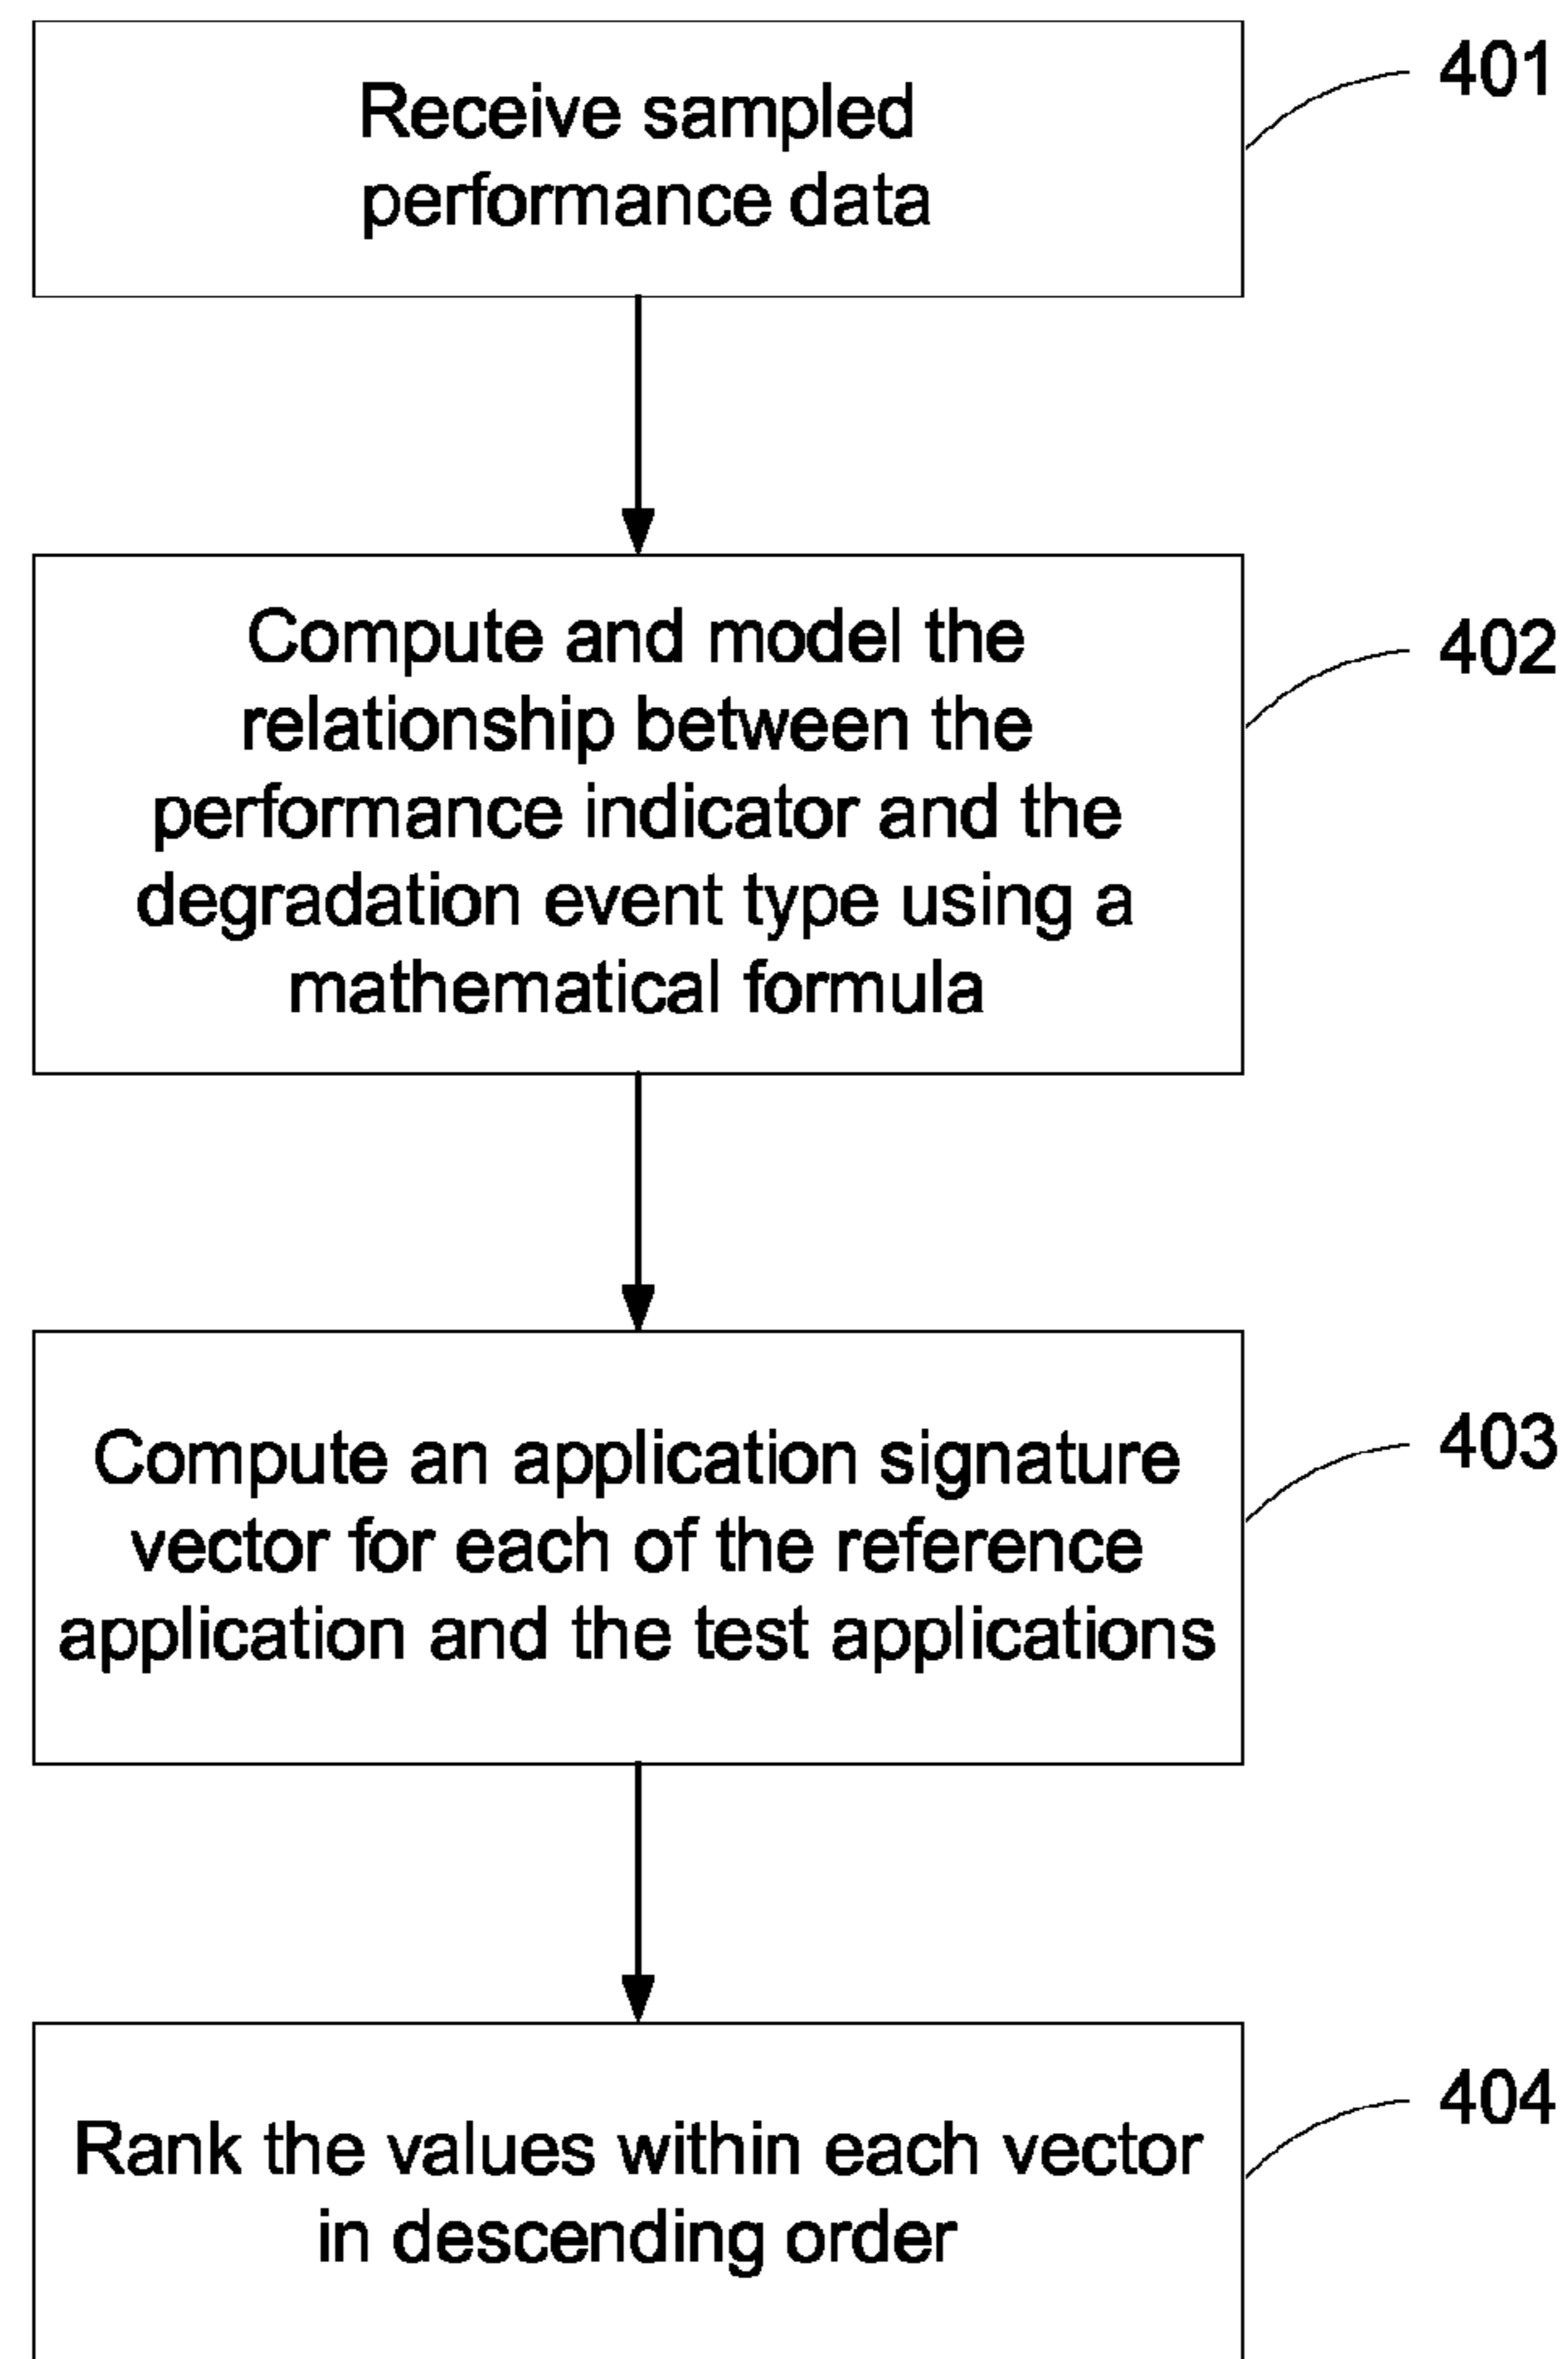 Receive sampled
performance data
401
Compute and model the
relationship between the
performance indicator and the
degradation event type using a
mathematical formula
402
Compute an application signature
vector for each of the reference
application and the test applications
403
Rank the values within each vector
in descending order
404